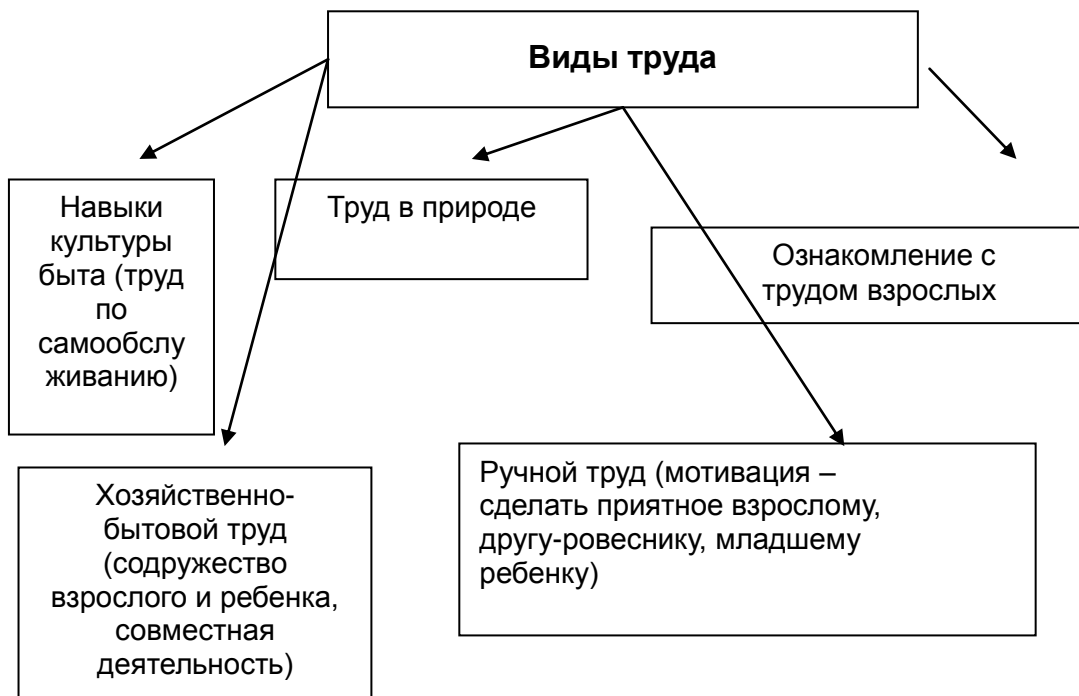 Виды труда
Навыки
культуры
быта (труд
по
самообслу
живанию)
Труд в природе
Ознакомление с
трудом взрослых
Хозяйственно-
бытовой труд
(содружество
взрослого и ребенка,
совместная
деятельность)
Ручной труд (мотивация –
сделать приятное взрослому,
другу-ровеснику, младшему
ребенку)